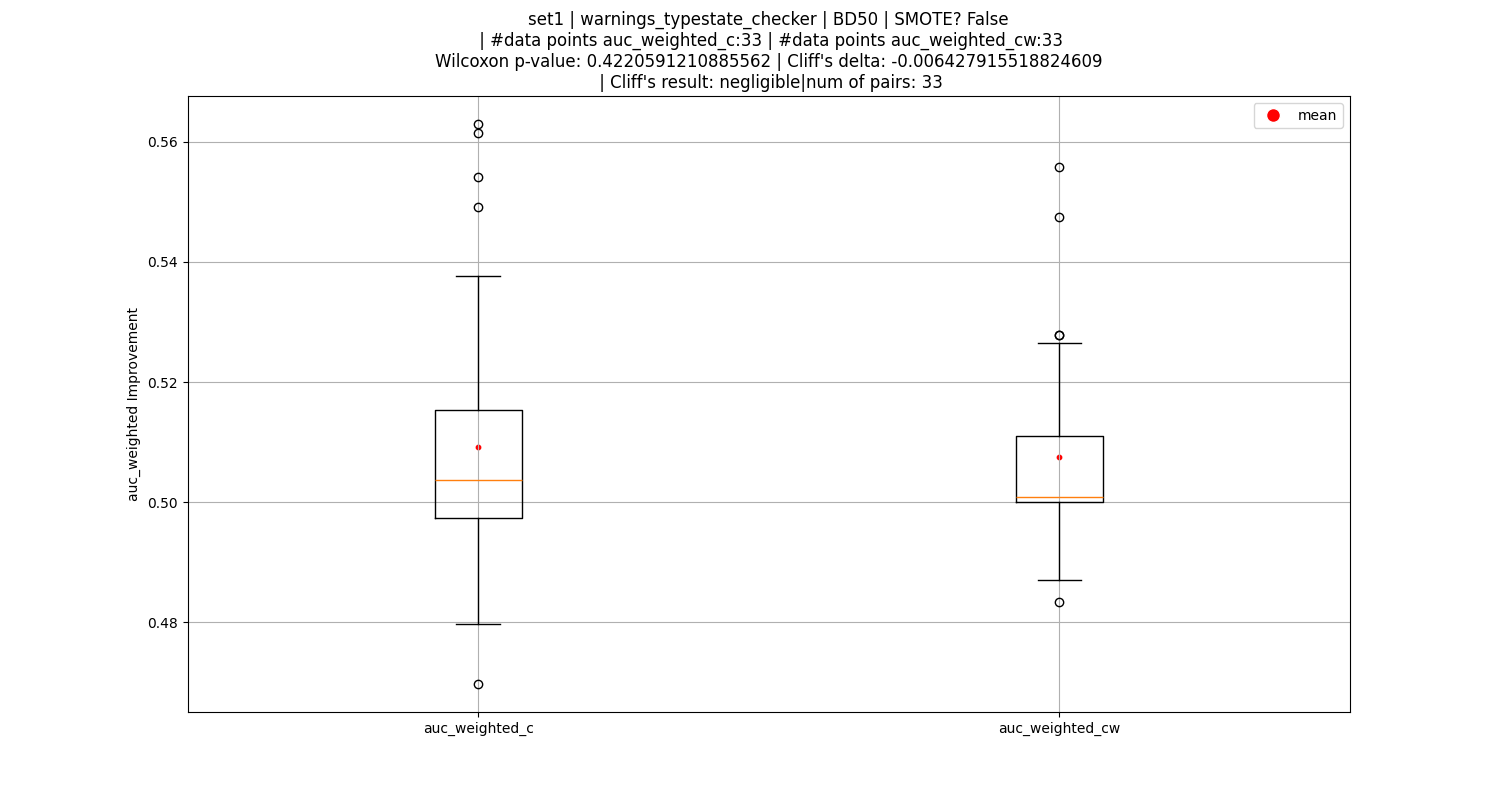 set1 | warnings_typestate_checker | BD50 | SMOTE? False
| #data points auc_weighted_c:33 | #data points auc_weighted_cw:33
Wilcoxon p-value: 0.4220591210885562 | Cliff's delta: -0.006427915518824609
| Cliff's result: negligible|num of pairs: 33
mean
0.56
0.54
0.52
0.50
0.48
auc_weighted Improvement
auc_weighted_c
auc_weighted_cw